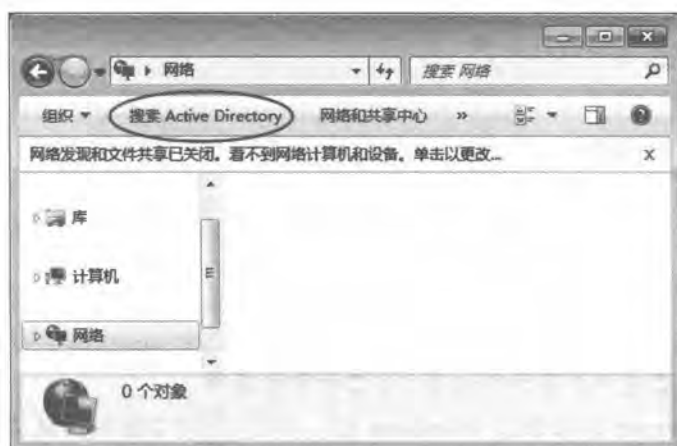 网络
搜索 网络
组织
搜索 Active Directory
网络和共享中心
»
网络发现和文件共享已关闭。看不到网络计算机和设备。单击以更改...
x
库
计算机
网络
0 个对象